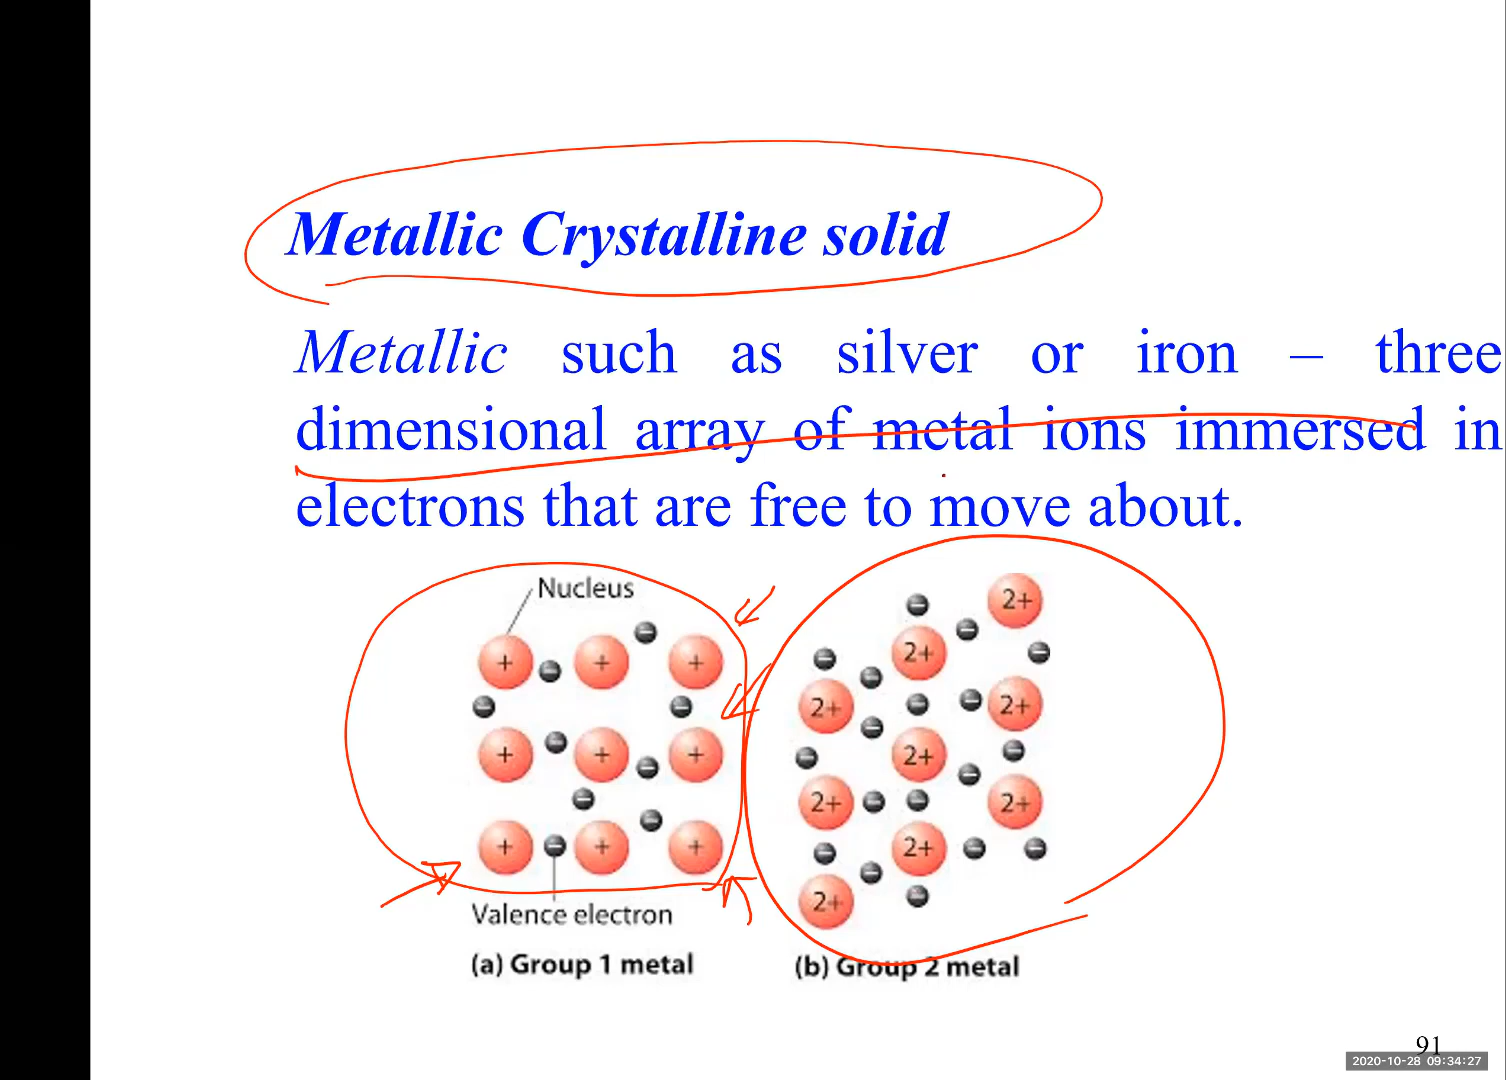 Metallic Crystalline solid
Metallic such as silver or iron – three
dimensional array of metal ions immersed in
electrons that are free to move about.
Nucleus
+ + +
+ + +
+ + +
Valence electron
(a) Group 1 metal
2+
2+
2+ 2+
2+
2+ 2+
2+
2+
(b) Group 2 metal
91
2020-10-28 09:34:27